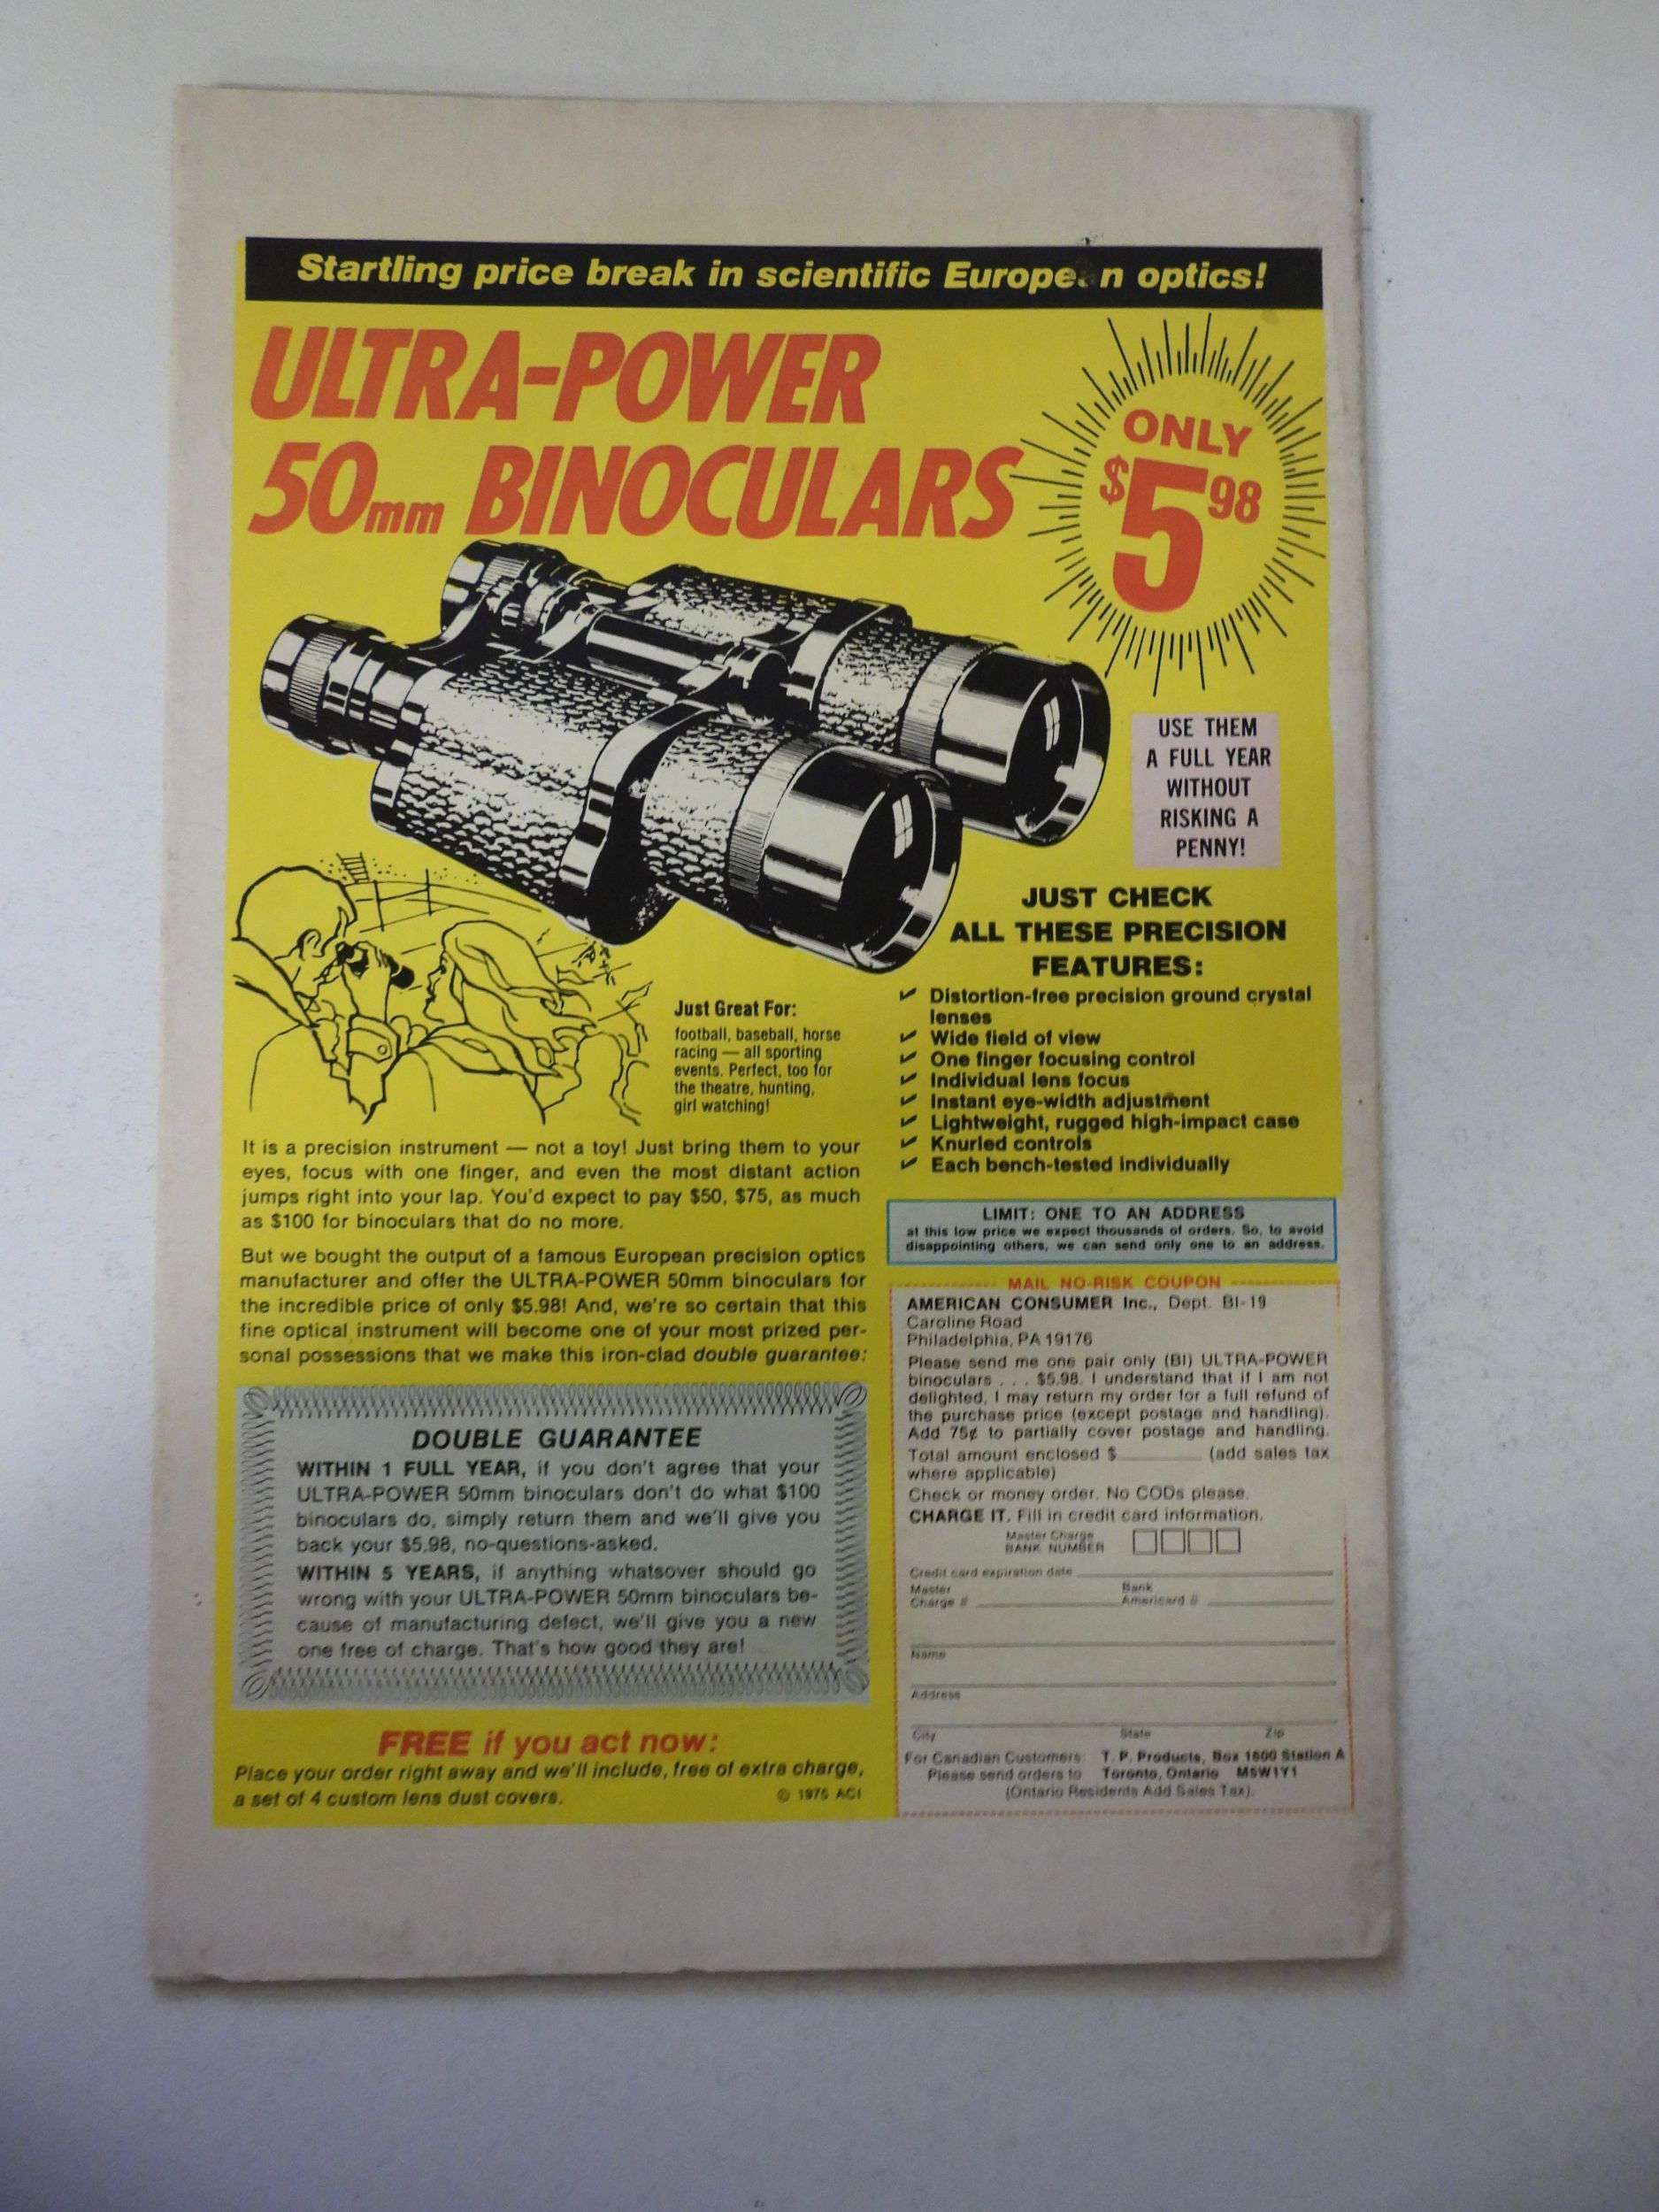 Startling price break in scientific European optics!
ULTRA-POWER
50mm BINOCULARS
ONLY
$5 98
USE THEM
A FULL YEAR
WITHOUT
RISKING A
PENNY!
JUST CHECK
ALL THESE PRECISION
FEATURES:
✓ Distortion-free precision ground crystal
lenses
✓ Wide field of view
✓ One finger focusing control
✓ Individual lens focus
✓ Instant eye-width adjustment
✓ Lightweight, rugged high-impact case
✓ Knurled controls
✓ Each bench-tested individually
Just Great For:
football, baseball, horse
racing — all sporting
events. Perfect, too for
the theatre, hunting,
girl watching!
It is a precision instrument — not a toy! Just bring them to your
eyes, focus with one finger, and even the most distant action
jumps right into your lap. You'd expect to pay $50, $75, as much
as $100 for binoculars that do no more.
But we bought the output of a famous European precision optics
manufacturer and offer the ULTRA-POWER 50mm binoculars for
the incredible price of only $5.98! And, we're so certain that this
fine optical instrument will become one of your most prized per-
sonal possessions that we make this iron-clad double guarantee:
DOUBLE GUARANTEE
WITHIN 1 FULL YEAR, if you don't agree that your
ULTRA-POWER 50mm binoculars don't do what $100
binoculars do, simply return them and we'll give you
back your $5.98, no-questions-asked.
WITHIN 5 YEARS, if anything whatsover should go
wrong with your ULTRA-POWER 50mm binoculars be-
cause of manufacturing defect, we'll give you a new
one free of charge. That's how good they are!
FREE if you act now:
Place your order right away and we'll include, free of extra charge,
a set of 4 custom lens dust covers.
© 1975 ACI
LIMIT: ONE TO AN ADDRESS
at this low price we expect thousands of orders. So, to avoid
disappointing others, we can send only one to an address.
MAIL NO-RISK COUPON
AMERICAN CONSUMER Inc., Dept. BI-19
Caroline Road
Philadelphia, PA 19176
Please send me one pair only (BI) ULTRA-POWER
binoculars . . . $5.98. I understand that if I am not
delighted, I may return my order for a full refund of
the purchase price (except postage and handling).
Add 75¢ to partially cover postage and handling.
Total amount enclosed $ (add sales tax
where applicable)
Check or money order. No CODs please.
CHARGE IT. Fill in credit card information.
Master Charge
BANK NUMBER
Credit card expiration date
Master Bank
Charge # Americard #
Name
Address
City State Zip
For Canadian Customers: T. P. Products, Box 1600 Station A
Please send orders to Toronto, Ontario M5W1Y1
(Ontario Residents Add Sales Tax).